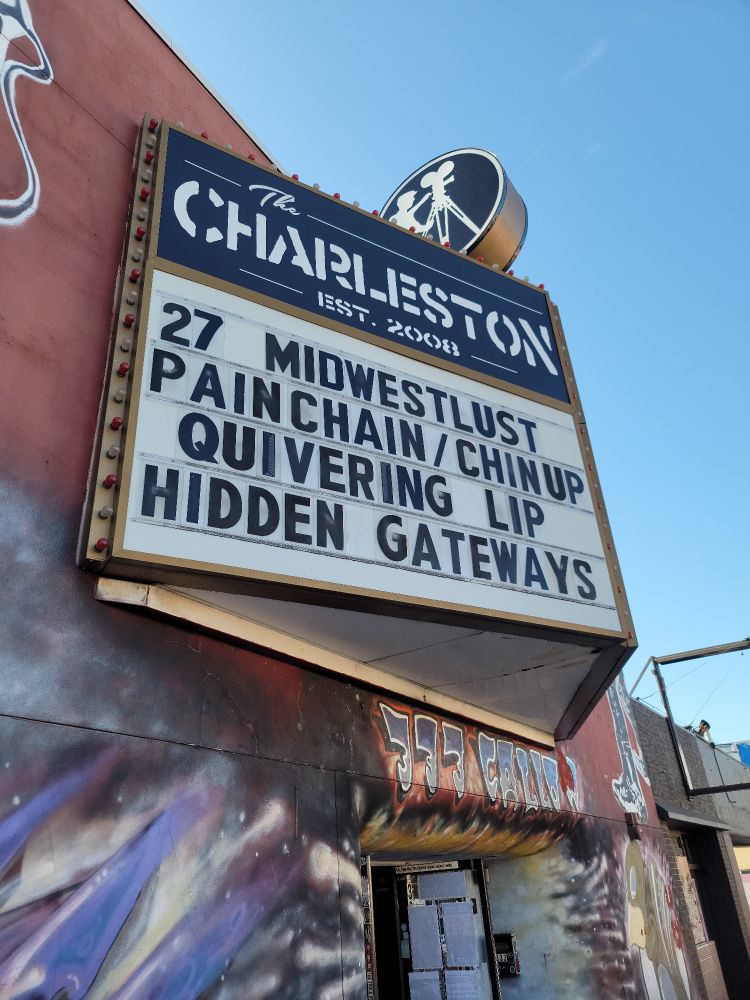 The
CHARLESTON
EST. 2008
27 MIDWESTLUST
PAINCHAIN/CHINUP
QUIVERING LIP
HIDDEN GATEWAYS